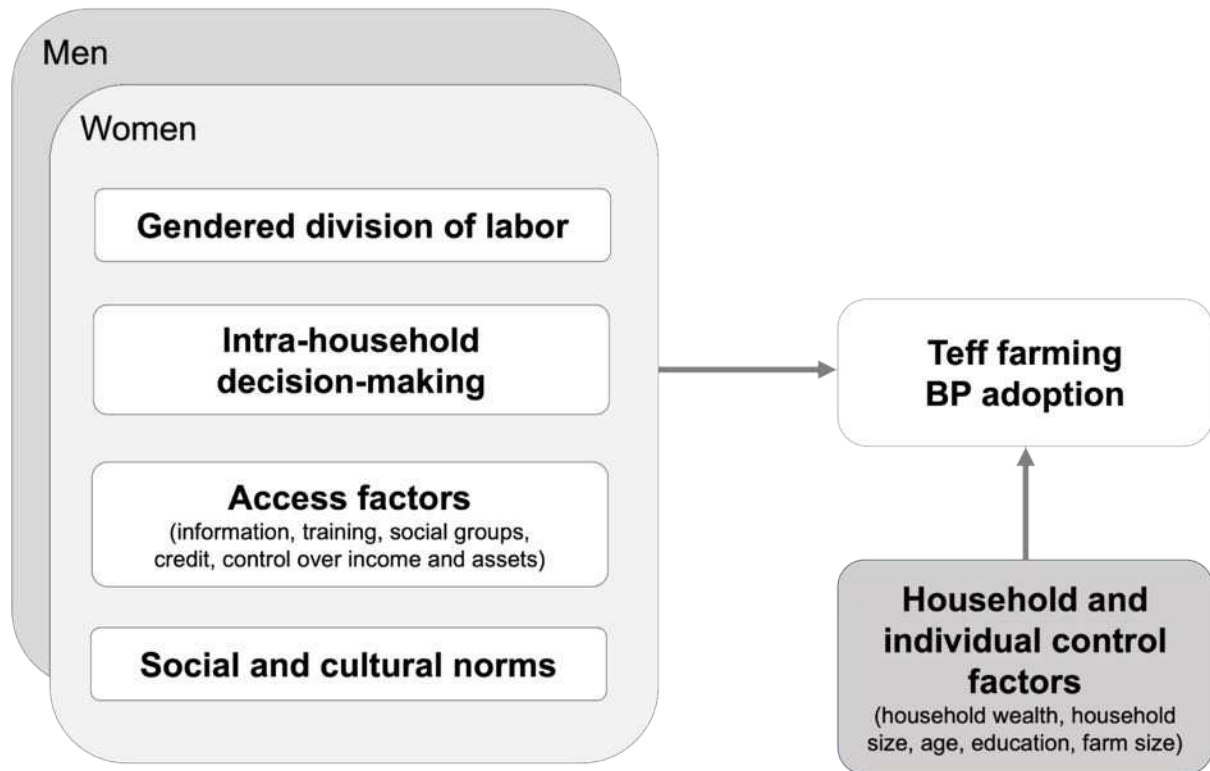 Men
Women
Gendered division of labor
Intra-household
decision-making
Access factors
(information, training, social groups,
credit, control over income and assets)
Social and cultural norms
Teff farming
BP adoption
Household and
individual control
factors
(household wealth, household
size, age, education, farm size)